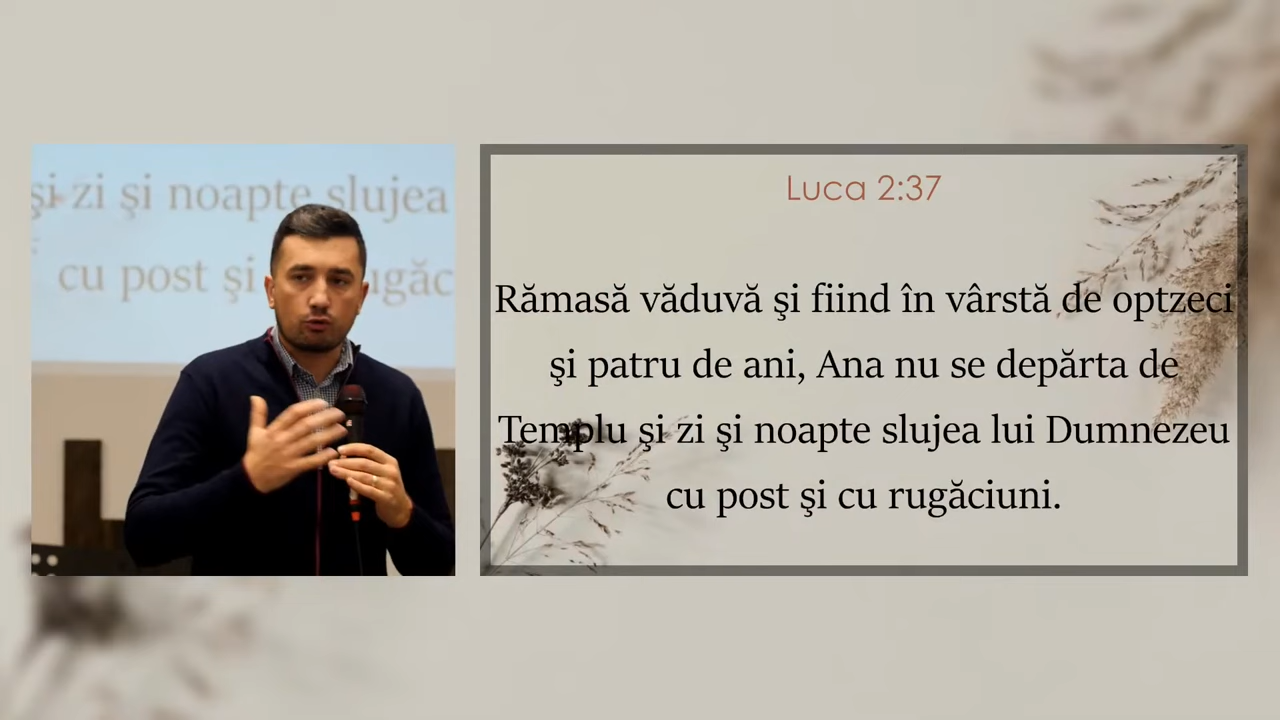 şi zi şi noapte slujea
cu post şi rugăc
Luca 2:37
Rămasă văduvă şi fiind în vârstă de optzeci
şi patru de ani, Ana nu se depărta de
Templu şi zi şi noapte slujea lui Dumnezeu
cu post şi cu rugăciuni.